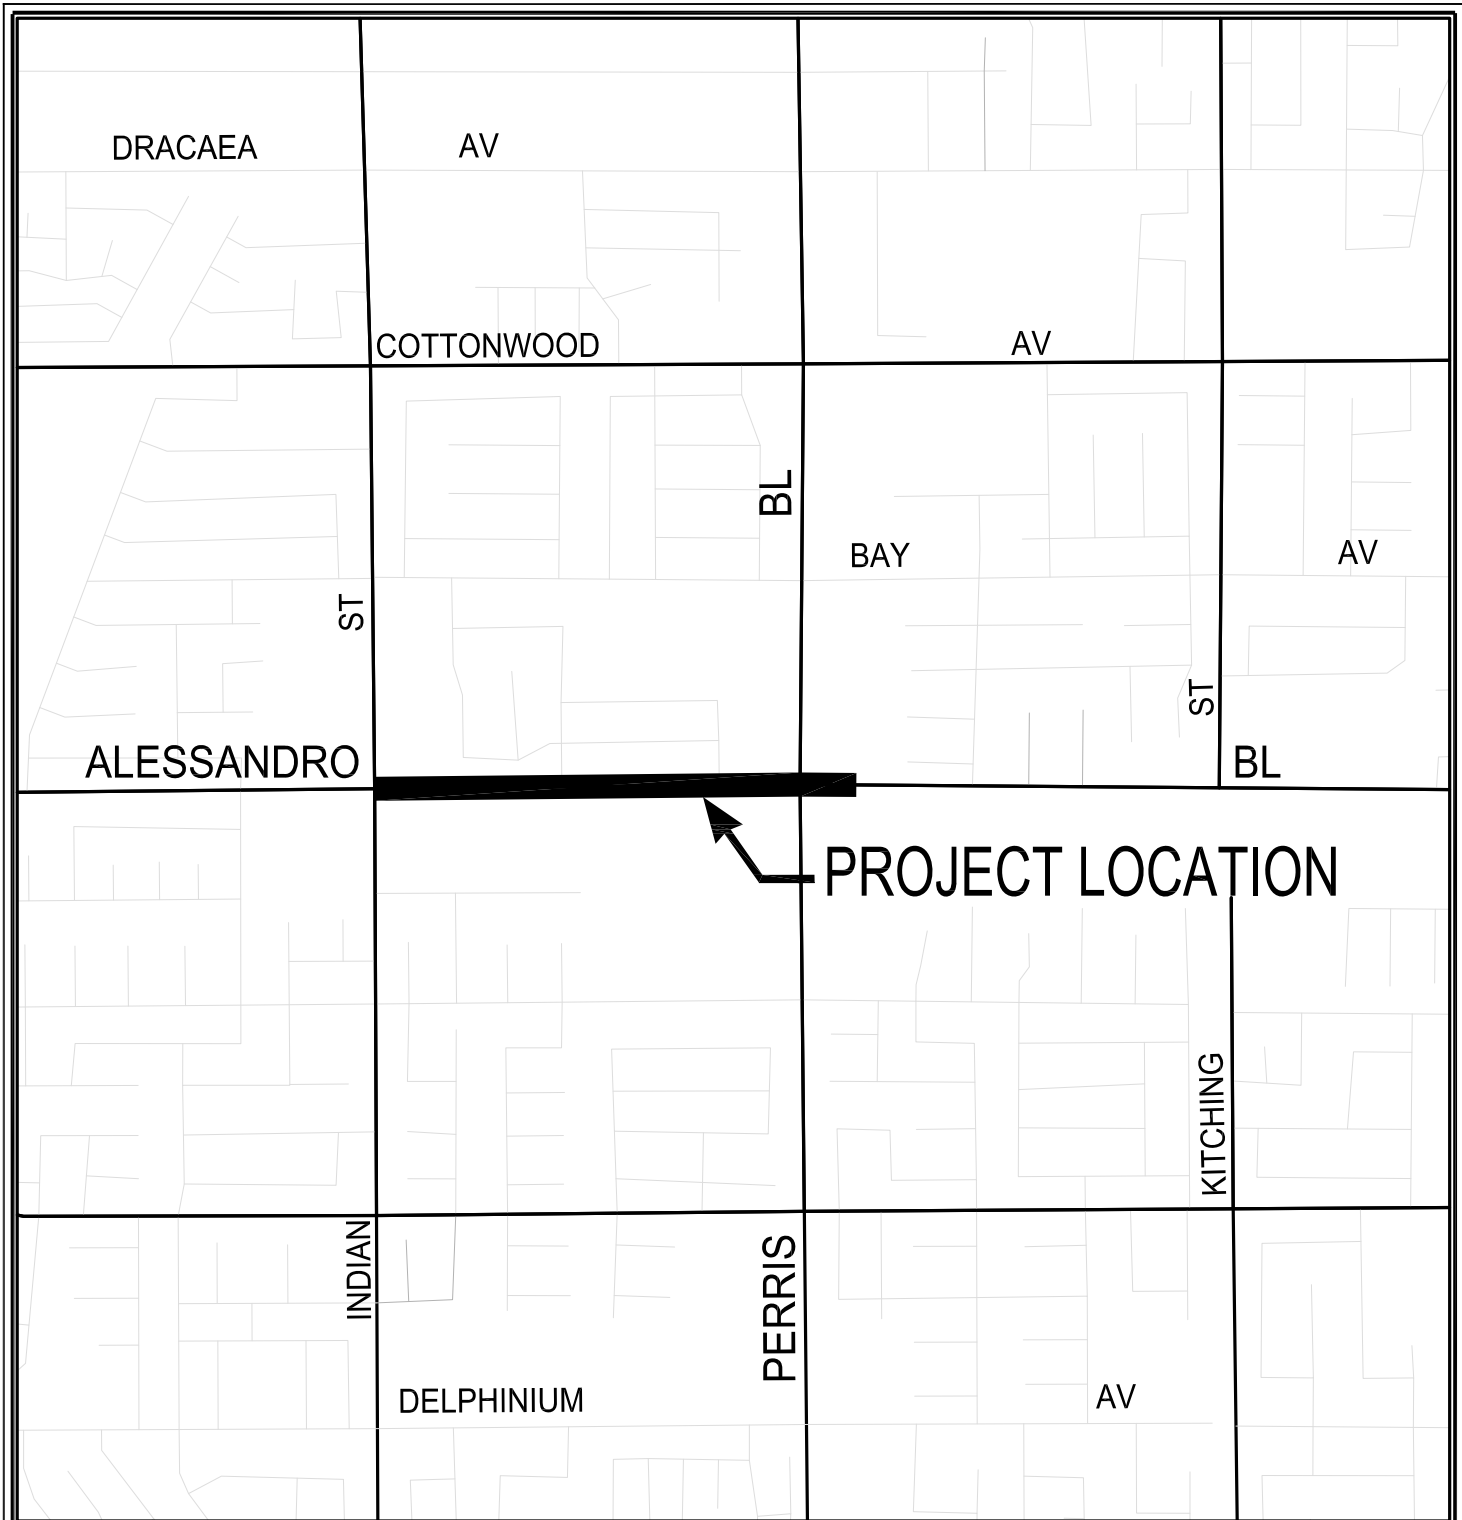 DRACAEA AV
COTTONWOOD AV
BL
BAY AV
ST
ST
ALESSANDRO BL
PROJECT LOCATION
KITCHING
INDIAN
PERRIS
DELPHINIUM AV